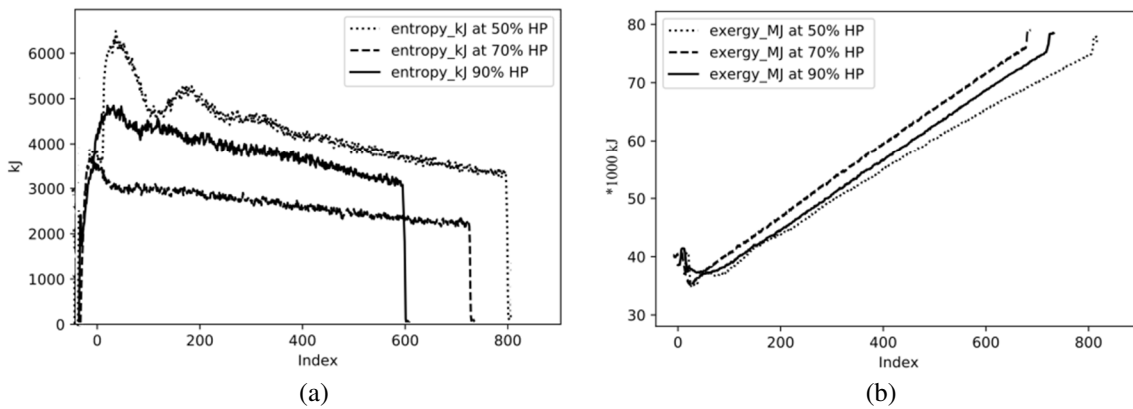 6000
5000
4000
3000
2000
1000
0
kJ
0
200
400
600
800
Index
entropy_kJ at 50% HP
entropy_kJ at 70% HP
entropy_kJ 90% HP
(a)
80
70
60
50
40
30
*1000 kJ
0
200
400
600
800
Index
exergy_MJ at 50% HP
exergy_MJ at 70% HP
exergy_MJ at 90% HP
(b)